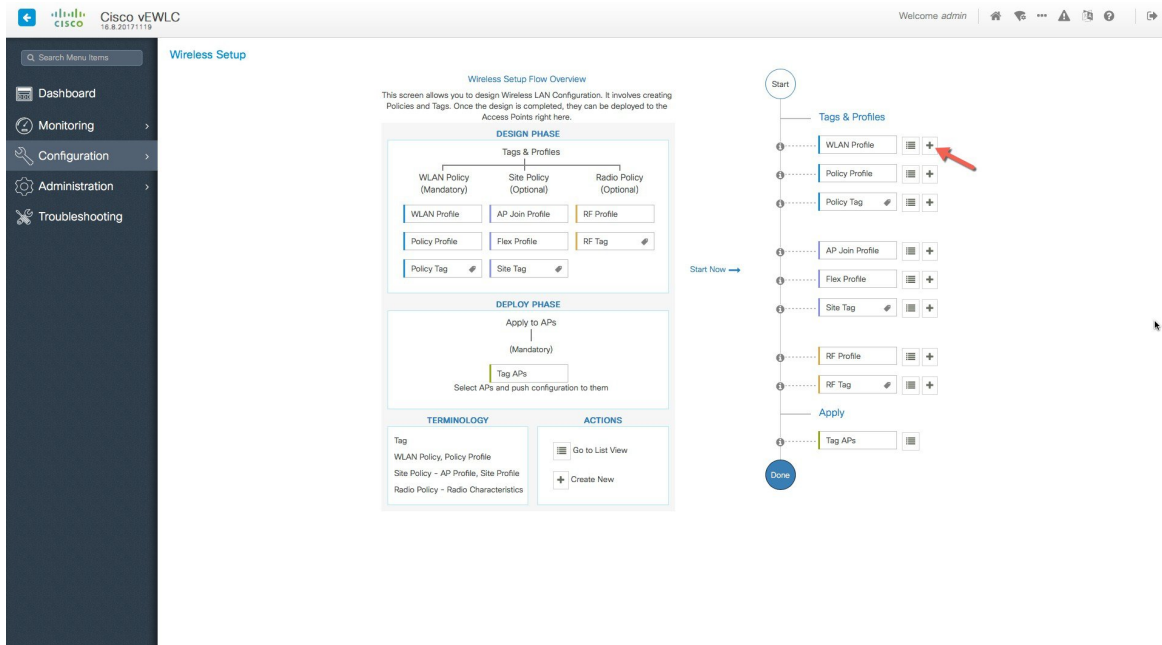 CISCO
Cisco vEWLC
16.8.20171119
Welcome admin
Search Menu Items
Dashboard
Monitoring
Configuration
Administration
Troubleshooting
Wireless Setup
Wireless Setup Flow Overview
This screen allows you to design Wireless LAN Configuration. It involves creating
Policies and Tags. Once the design is completed, they can be deployed to the
Access Points right here.
DESIGN PHASE
Tags & Profiles
WLAN Policy
(Mandatory)
Site Policy
(Optional)
Radio Policy
(Optional)
WLAN Profile
AP Join Profile
RF Profile
Policy Profile
Flex Profile
RF Tag
Policy Tag
Site Tag
DEPLOY PHASE
Apply to APs
(Mandatory)
Tag APs
Select APs and push configuration to them
TERMINOLOGY
Tag
WLAN Policy, Policy Profile
Site Policy - AP Profile, Site Profile
Radio Policy - Radio Characteristics
ACTIONS
Go to List View
Create New
Start Now
Start
Tags & Profiles
WLAN Profile
Policy Profile
Policy Tag
AP Join Profile
Flex Profile
Site Tag
RF Profile
RF Tag
Apply
Tag APs
Done